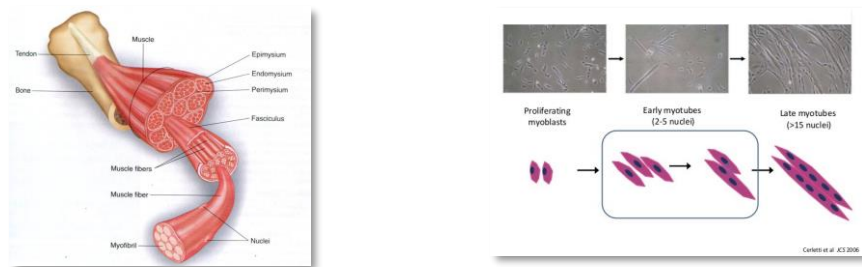 Muscle
Tendon
Bone
Epimysium
Endomysium
Perimysium
Fasciculus
Muscle fibers
Muscle fiber
Nuclei
Myofibril
Proliferating
myoblasts
Early myotubes
(2-5 nuclei)
Late myotubes
(>15 nuclei)
Cerletti et al JCS 2006